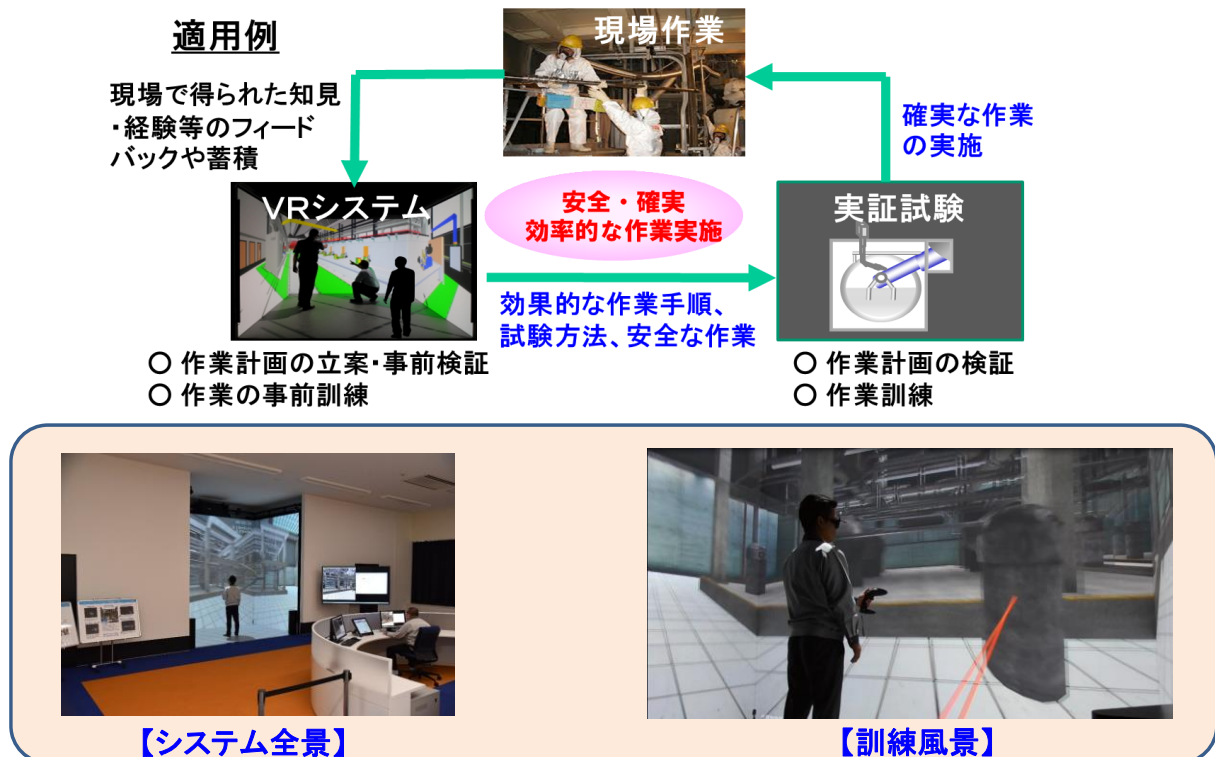 適用例
現場作業
現場で得られた知見
・経験等のフィード
バックや蓄積
確実な作業
の実施
VRシステム
安全・確実
効率的な作業実施
実証試験
効果的な作業手順、
試験方法、安全な作業
○ 作業計画の立案・事前検証
○ 作業の事前訓練
○ 作業計画の検証
○ 作業訓練
【システム全景】
【訓練風景】